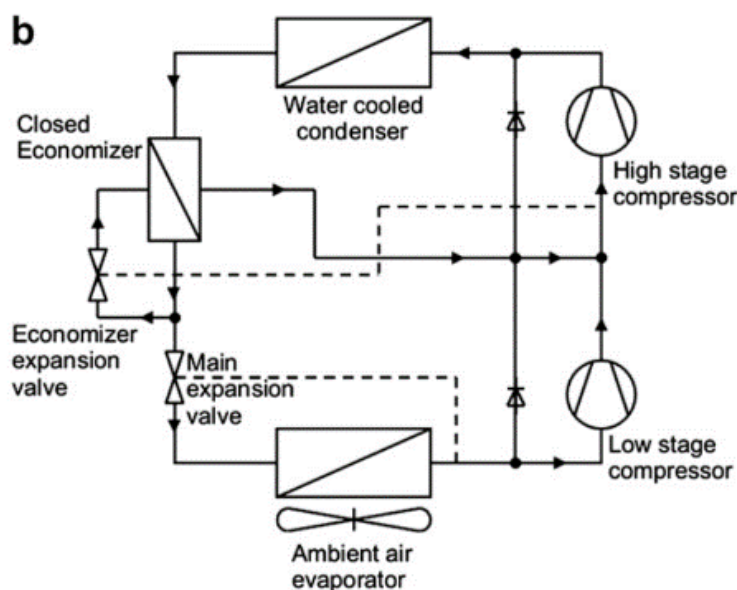 b
Water cooled
condenser
Closed
Economizer
High stage
compressor
Economizer
expansion
valve
Main
expansion
valve
Low stage
compressor
Ambient air
evaporator